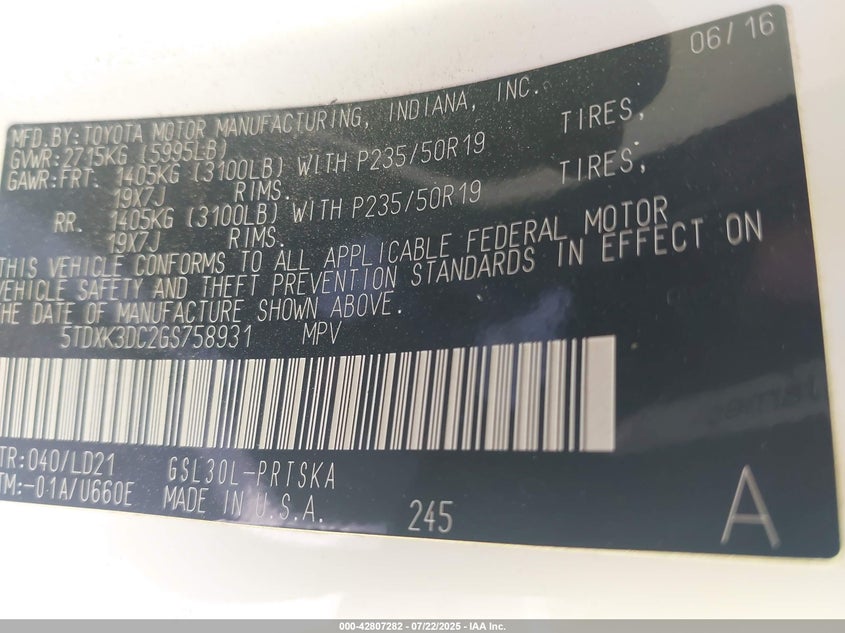 06/16
MFD.BY:TOYOTA MOTOR MANUFACTURING, INDIANA, INC.
GVWR:2715KG (5995LB)
GAWR:FRT. 1405KG (3100LB) WITH P235/50R19 TIRES,
19X7J RIMS.
RR. 1405KG (3100LB) WITH P235/50R19 TIRES,
19X7J RIMS.
THIS VEHICLE CONFORMS TO ALL APPLICABLE FEDERAL MOTOR
VEHICLE SAFETY AND THEFT PREVENTION STANDARDS IN EFFECT ON
THE DATE OF MANUFACTURE SHOWN ABOVE.
5TDXK3DC2GS758931 MPV
TR:040/LD21 GSL30L-PRTSKA
TM:-01A/U660E MADE IN U.S.A. 245 A
000-42807282 - 07/22/2025 - IAA Inc.